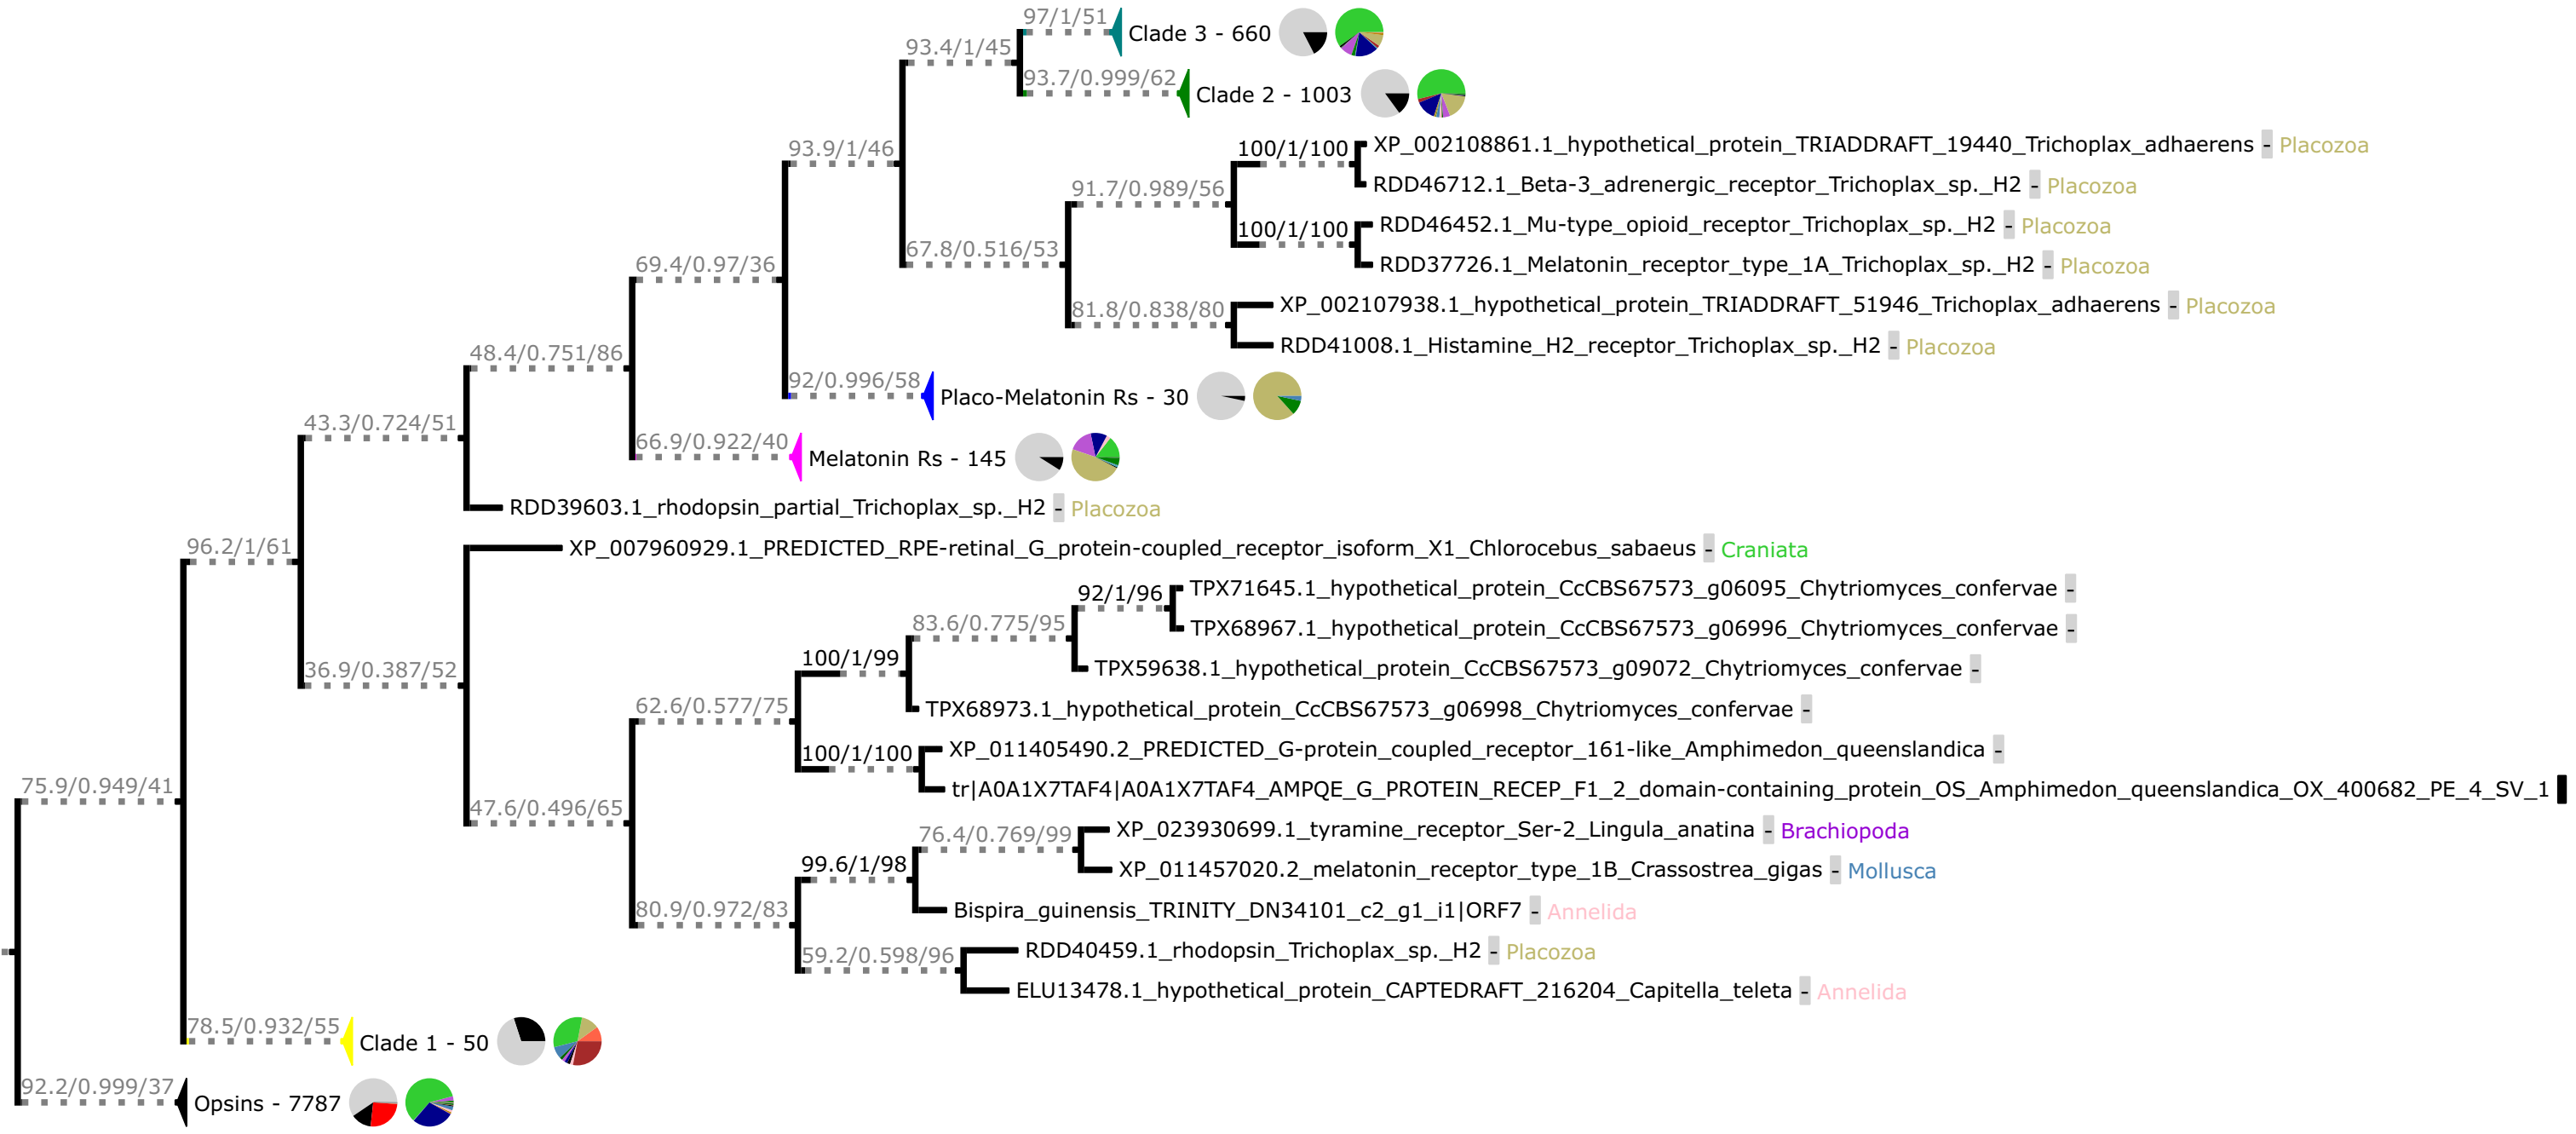 97/1/51
Clade 3 - 660
93.4/1/45
93.7/0.999/62
Clade 2 - 1003
93.9/1/46
100/1/100
XP_002108861.1_hypothetical_protein_TRIADDRAFT_19440_Trichoplax_adhaerens - Placozoa
91.7/0.989/56
RDD46712.1_Beta-3_adrenergic_receptor_Trichoplax_sp._H2 - Placozoa
100/1/100
RDD46452.1_Mu-type_opioid_receptor_Trichoplax_sp._H2 - Placozoa
67.8/0.516/53
RDD37726.1_Melatonin_receptor_type_1A_Trichoplax_sp._H2 - Placozoa
69.4/0.97/36
81.8/0.838/80
XP_002107938.1_hypothetical_protein_TRIADDRAFT_51946_Trichoplax_adhaerens - Placozoa
RDD41008.1_Histamine_H2_receptor_Trichoplax_sp._H2 - Placozoa
48.4/0.751/86
92/0.996/58
Placo-Melatonin Rs - 30
43.3/0.724/51
66.9/0.922/40
Melatonin Rs - 145
RDD39603.1_rhodopsin_partial_Trichoplax_sp._H2 - Placozoa
96.2/1/61
XP_007960929.1_PREDICTED_RPE-retinal_G_protein-coupled_receptor_isoform_X1_Chlorocebus_sabaeus - Craniata
92/1/96
TPX71645.1_hypothetical_protein_CcCBS67573_g06095_Chytriomyces_confervae -
83.6/0.775/95
TPX68967.1_hypothetical_protein_CcCBS67573_g06996_Chytriomyces_confervae -
100/1/99
TPX59638.1_hypothetical_protein_CcCBS67573_g09072_Chytriomyces_confervae -
36.9/0.387/52
62.6/0.577/75
TPX68973.1_hypothetical_protein_CcCBS67573_g06998_Chytriomyces_confervae -
100/1/100
XP_011405490.2_PREDICTED_G-protein_coupled_receptor_161-like_Amphimedon_queenslandica -
75.9/0.949/41
tr|A0A1X7TAF4|A0A1X7TAF4_AMPQE_G_PROTEIN_RECEP_F1_2_domain-containing_protein_OS_Amphimedon_queenslandica_OX_400682_PE_4_SV_1
47.6/0.496/65
76.4/0.769/99
XP_023930699.1_tyramine_receptor_Ser-2_Lingula_anatina - Brachiopoda
99.6/1/98
XP_011457020.2_melatonin_receptor_type_1B_Crassostrea_gigas - Mollusca
80.9/0.972/83
Bispira_guinensis_TRINITY_DN34101_c2_g1_i1|ORF7 - Annelida
59.2/0.598/96
RDD40459.1_rhodopsin_Trichoplax_sp._H2 - Placozoa
ELU13478.1_hypothetical_protein_CAPTEDRAFT_216204_Capitella_teleta - Annelida
78.5/0.932/55
Clade 1 - 50
92.2/0.999/37
Opsins - 7787